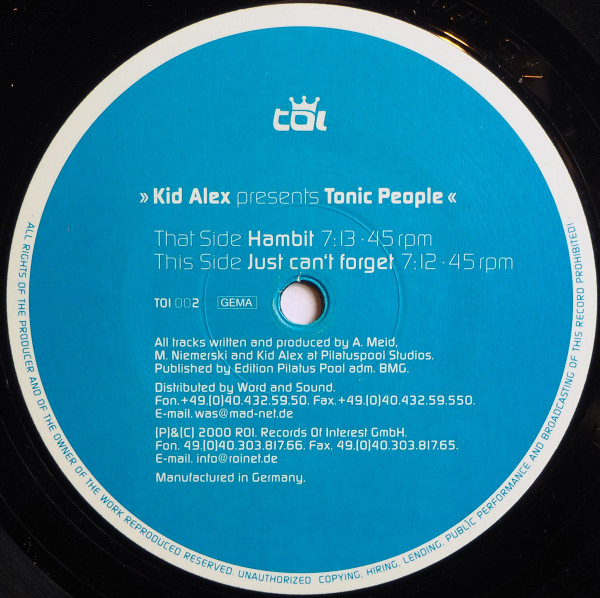 toi
» Kid Alex presents Tonic People «
That Side Hambit 7:13 · 45 rpm
This Side Just can't forget 7:12 · 45 rpm
TOI 002 GEMA
All tracks written and produced by A. Meid,
M. Niemerski and Kid Alex at Pilatuspool Studios.
Published by Edition Pilatus Pool adm. BMG.
Distributed by Word and Sound.
Fon.+49.(0)40.432.59.50. Fax.+49.(0)40.432.59.550.
E-mail. was@mad-net.de
(P)&(C) 2000 ROI. Records Of Interest GmbH.
Fon. 49.(0)40.303.817.66. Fax. 49.(0)40.303.817.65.
E-mail. info@roinet.de
Manufactured in Germany.
· ALL RIGHTS OF THE PRODUCER AND OF THE OWNER OF THE WORK REPRODUCED RESERVED. UNAUTHORIZED COPYING, HIRING, LENDING, PUBLIC PERFORMANCE AND BROADCASTING OF THIS RECORD PROHIBITED! ·